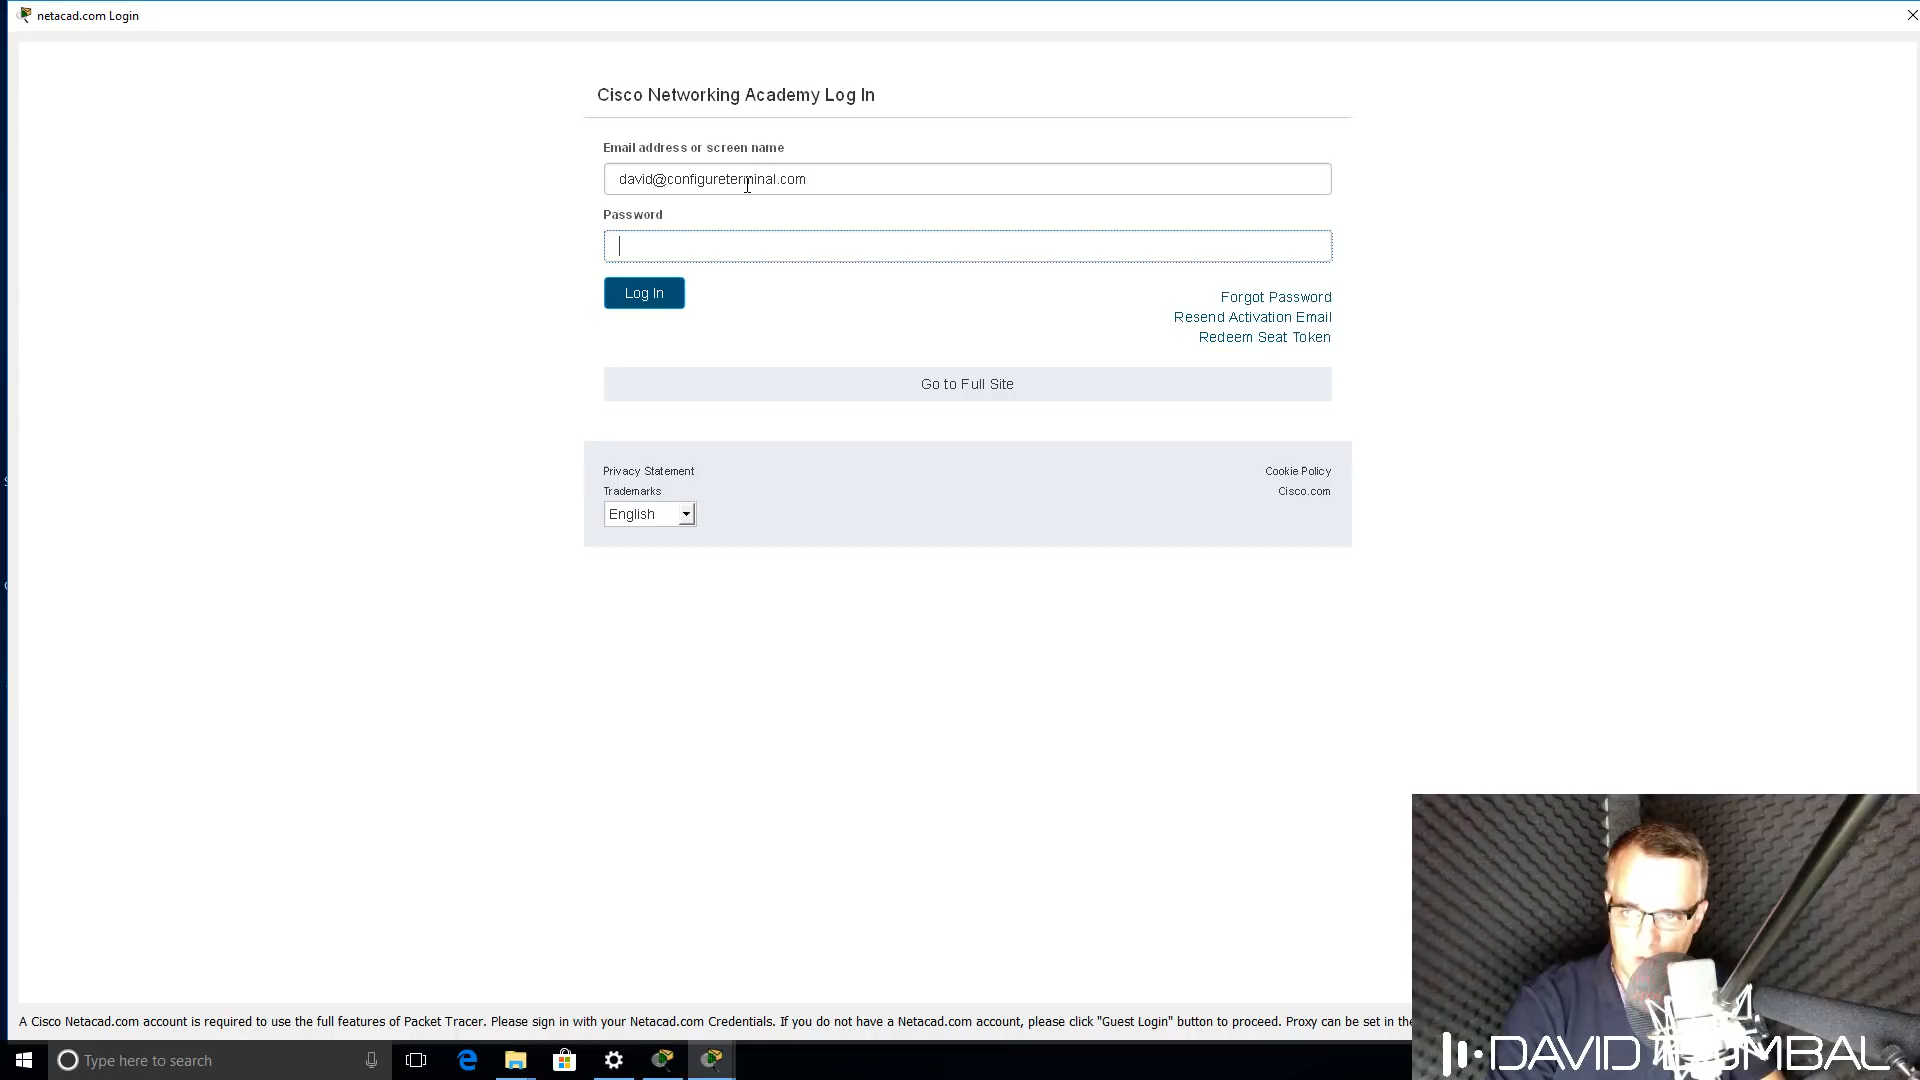 netacad.com Login
Cisco Networking Academy Log In
Email address or screen name
david@configureterminal.com
Password
Log In
Forgot Password
Resend Activation Email
Redeem Seat Token
Go to Full Site
Privacy Statement
Cookie Policy
Trademarks
Cisco.com
English
A Cisco Netacad.com account is required to use the full features of Packet Tracer. Please sign in with your Netacad.com Credentials. If you do not have a Netacad.com account, please click "Guest Login" button to proceed. Proxy can be set in the
Type here to search
DAVID BOMBAL